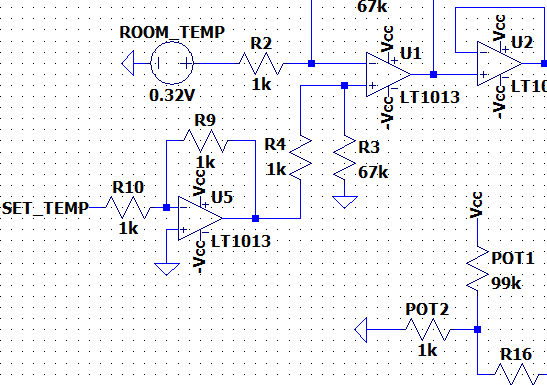 67k
ROOM_TEMP
R2
Vcc
U1
Vcc
U2
0.32V
1k
-Vcc
LT1013
-Vcc
LT10
R9
1k
R4
1k
R3
67k
R10
Vcc
U5
SET_TEMP
1k
LT1013
-Vcc
Vcc
POT1
99k
POT2
1k
R16